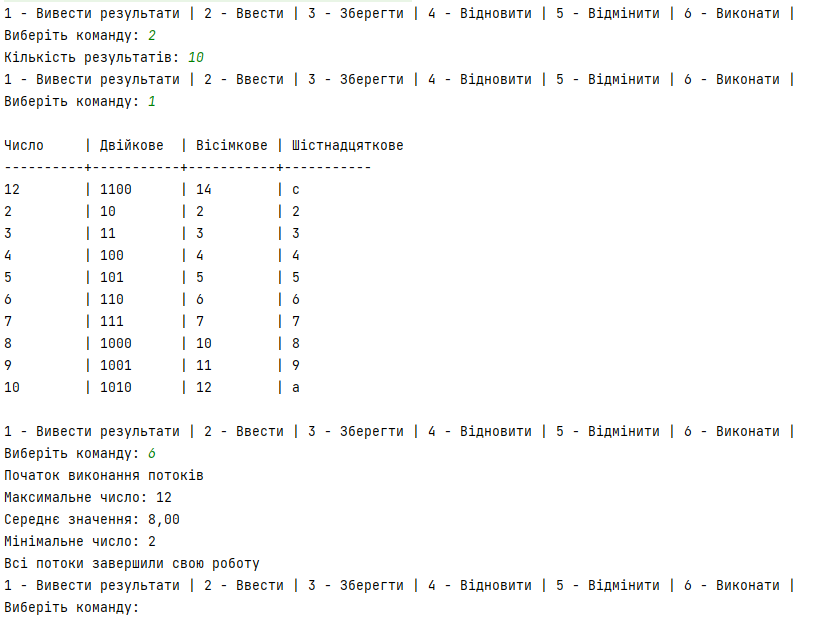 1 - Вивести результати | 2 - Ввести | 3 - Зберегти | 4 - Відновити | 5 - Відмінити | 6 - Виконати |
Виберіть команду: 2
Кількість результатів: 10
1 - Вивести результати | 2 - Ввести | 3 - Зберегти | 4 - Відновити | 5 - Відмінити | 6 - Виконати |
Виберіть команду: 1
Число     | Двійкове  | Вісімкове | Шістнадцяткове
----------+-----------+-----------+-----------
12        | 1100      | 14        | c
2         | 10        | 2         | 2
3         | 11        | 3         | 3
4         | 100       | 4         | 4
5         | 101       | 5         | 5
6         | 110       | 6         | 6
7         | 111       | 7         | 7
8         | 1000      | 10        | 8
9         | 1001      | 11        | 9
10        | 1010      | 12        | a
1 - Вивести результати | 2 - Ввести | 3 - Зберегти | 4 - Відновити | 5 - Відмінити | 6 - Виконати |
Виберіть команду: 6
Початок виконання потоків
Максимальне число: 12
Середнє значення: 8,00
Мінімальне число: 2
Всі потоки завершили свою роботу
1 - Вивести результати | 2 - Ввести | 3 - Зберегти | 4 - Відновити | 5 - Відмінити | 6 - Виконати |
Виберіть команду: